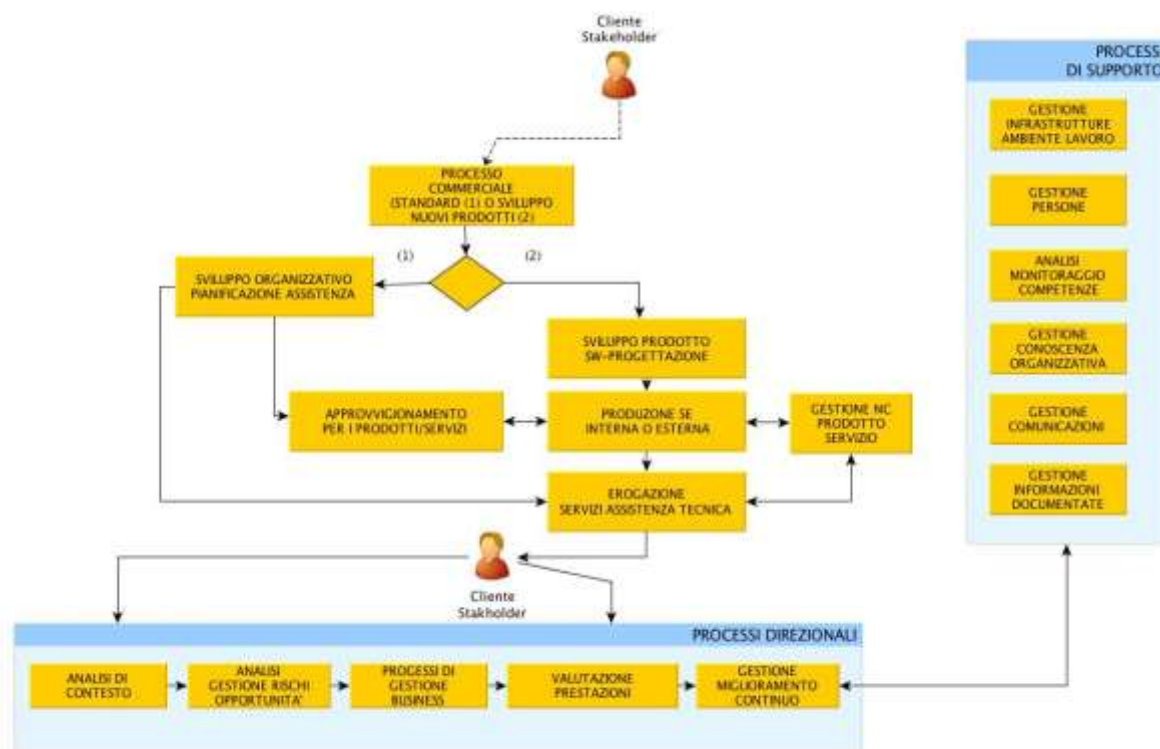 Cliente
Stakeholder
PROCESSO
COMMERCIALE
(STANDARD (1) O SVILUPPO
NUOVI PRODOTTI (2)
(1)
(2)
SVILUPPO ORGANIZZATIVO
PIANIFICAZIONE ASSISTENZA
SVILUPPO PRODOTTO
SW-PROGETTAZIONE
APPROVVIGIONAMENTO
PER I PRODOTTI/SERVIZI
PRODUZONE SE
INTERNA O ESTERNA
GESTIONE NC
PRODOTTO
SERVIZIO
EROGAZIONE
SERVIZI ASSISTENZA TECNICA
Cliente
Stakholder
PROCESSI DIREZIONALI
ANALISI DI
CONTESTO
ANALISI
GESTIONE RISCHI
OPPORTUNITA'
PROGESSI DI
GESTIONE
BUSINESS
VALUTAZIONE
PRESTAZIONI
GESTIONE
MIGLIORAMENTO
CONTINUO
PROCESSI
DI SUPPORTO
GESTIONE
INFRASTRUTTURE
AMBIENTE LAVORO
GESTIONE
PERSONE
ANALISI
MONITORAGGIO
COMPETENZE
GESTIONE
CONOSCENZA
ORGANIZZATIVA
GESTIONE
COMUNICAZIONI
GESTIONE
INFORMAZIONI
DOCUMENTATE